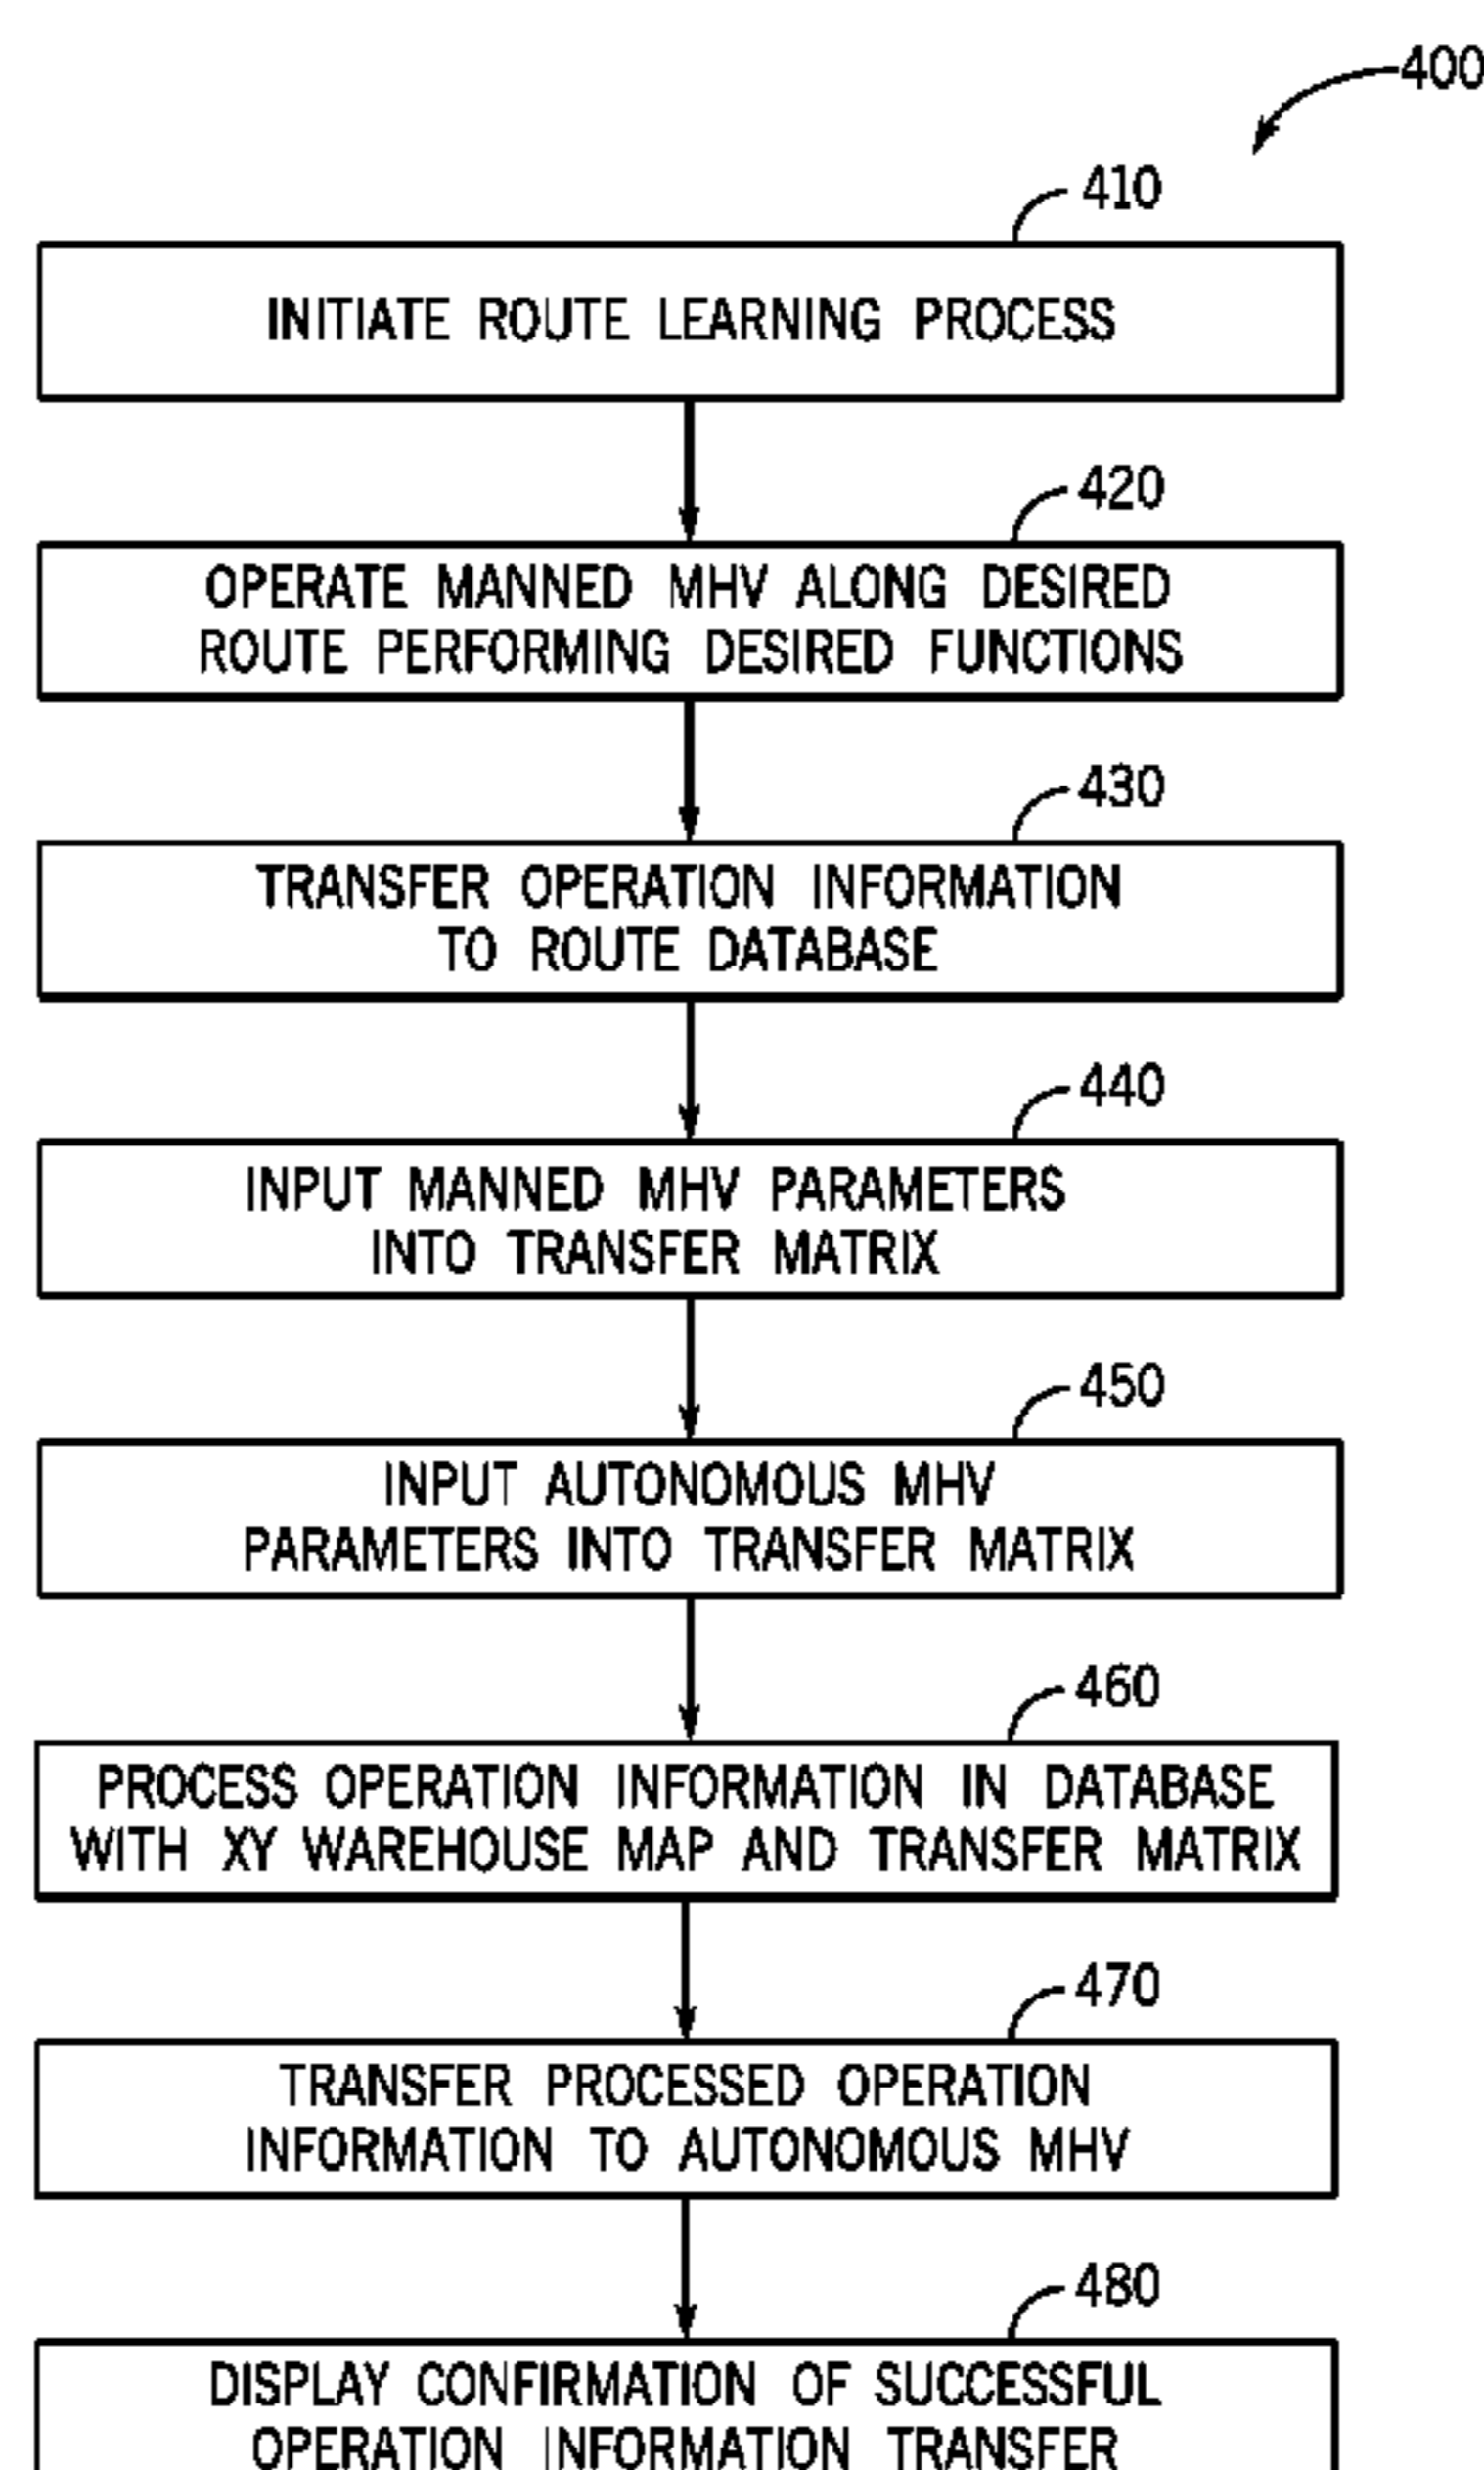 400
410
INITIATE ROUTE LEARNING PROCESS
420
OPERATE MANNED MHV ALONG DESIRED
ROUTE PERFORMING DESIRED FUNCTIONS
430
TRANSFER OPERATION INFORMATION
TO ROUTE DATABASE
440
INPUT MANNED MHV PARAMETERS
INTO TRANSFER MATRIX
450
INPUT AUTONOMOUS MHV
PARAMETERS INTO TRANSFER MATRIX
460
PROCESS OPERATION INFORMATION IN DATABASE
WITH XY WAREHOUSE MAP AND TRANSFER MATRIX
470
TRANSFER PROCESSED OPERATION
INFORMATION TO AUTONOMOUS MHV
480
DISPLAY CONFIRMATION OF SUCCESSFUL
OPERATION INFORMATION TRANSFER